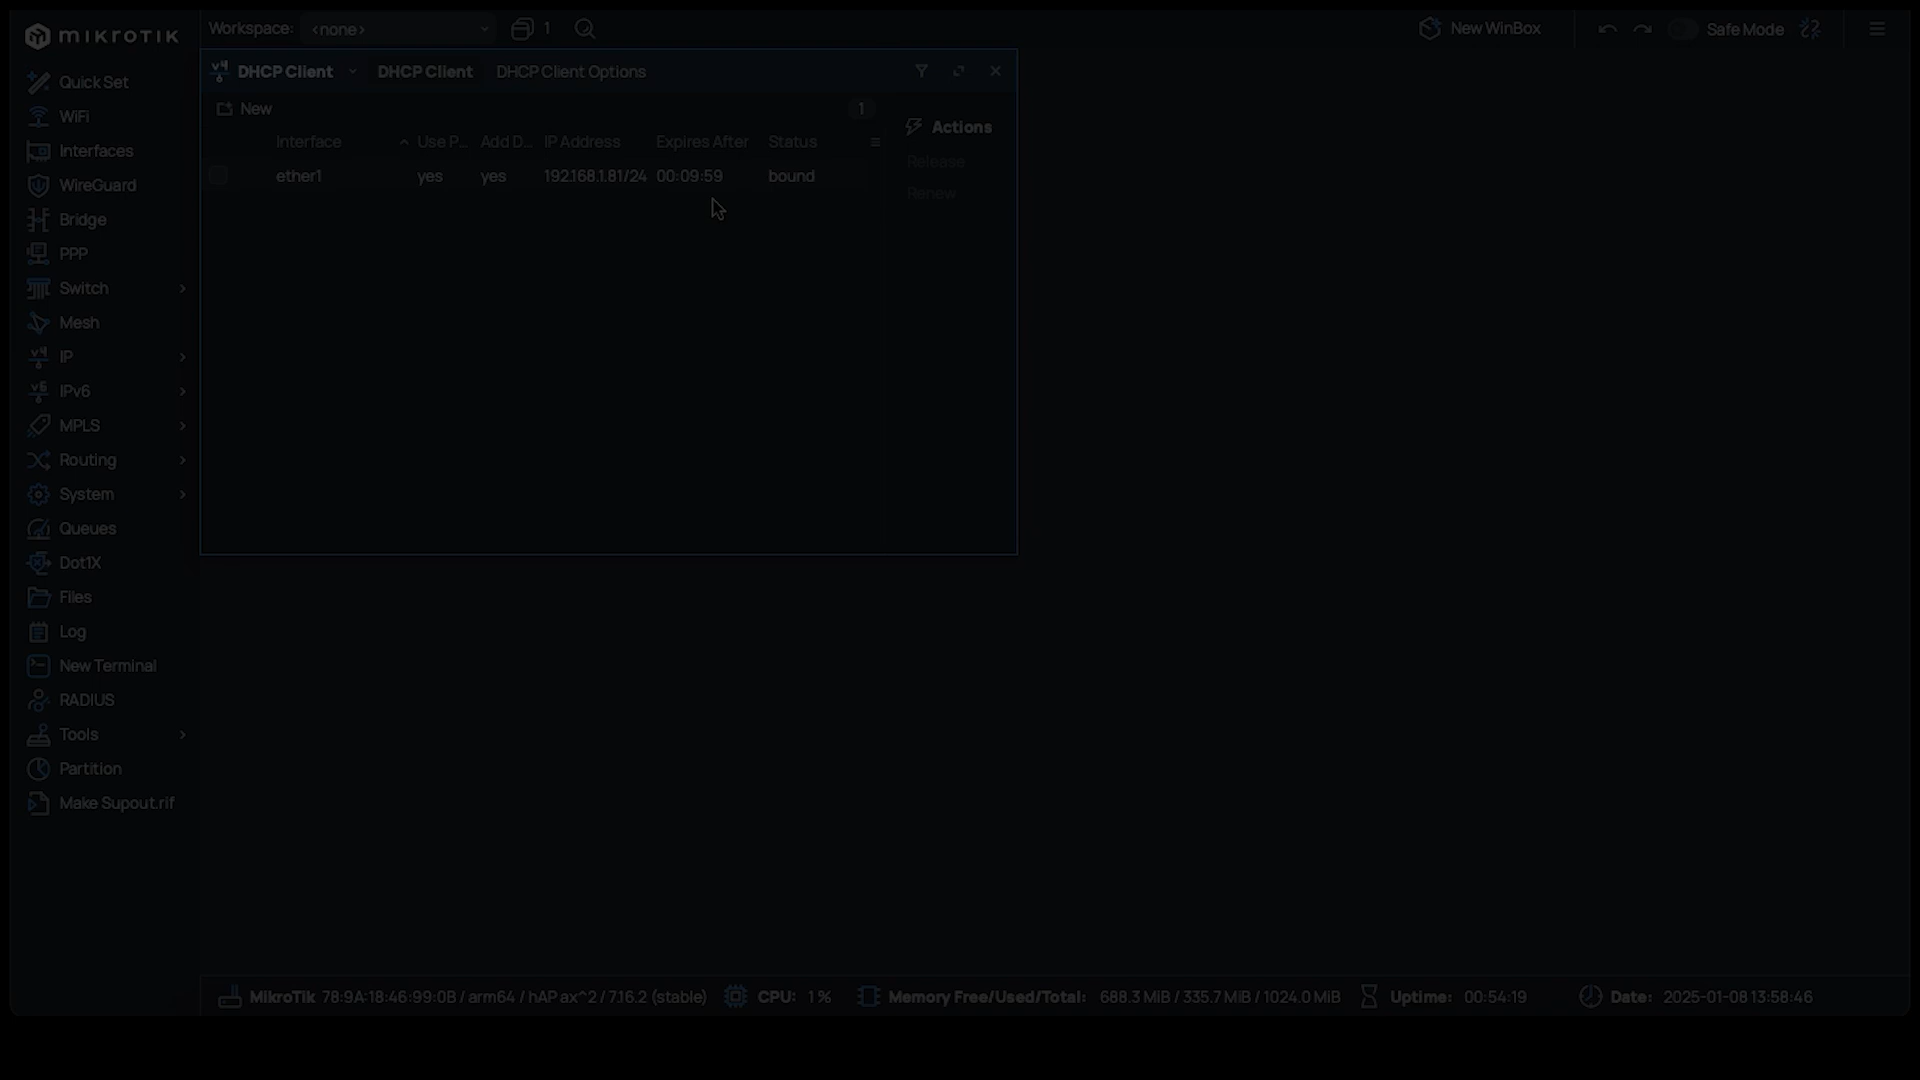 MIKROTIK
Workspace: <none> 1
New WinBox Safe Mode
Quick Set
WiFi
Interfaces
WireGuard
Bridge
PPP
Switch
Mesh
IP
IPv6
MPLS
Routing
System
Queues
Dot1X
Files
Log
New Terminal
RADIUS
Tools
Partition
Make Supout.rif
DHCP Client DHCP Client DHCP Client Options
New 1
Interface Use P... Add D... IP Address Expires After Status
ether1 yes yes 192.168.1.81/24 00:09:59 bound
Actions
Release
Renew
MikroTik 78:9A:18:46:99:0B / arm64 / hAP ax^2 / 7.16.2 (stable) CPU: 1 % Memory Free/Used/Total: 688.3 MiB / 335.7 MiB / 1024.0 MiB Uptime: 00:54:19 Date: 2025-01-08 13:58:46